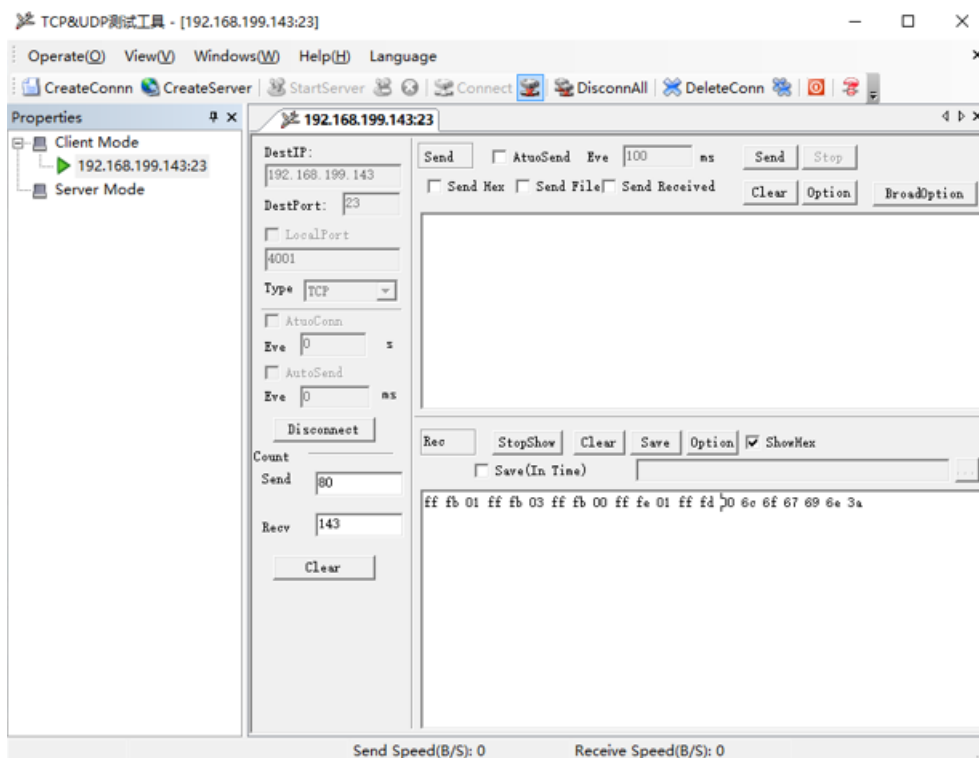 TCP&UDP测试工具 - [192.168.199.143:23]
Operate(O) View(V) Windows(W) Help(H) Language
CreateConnn CreateServer StartServer Connect DisconnAll DeleteConn
Properties
Client Mode
192.168.199.143:23
Server Mode
192.168.199.143:23
DestIP:
192.168.199.143
DestPort: 23
LocalPort
4001
Type TCP
AtuoConn
Eve 0 s
AutoSend
Eve 0 ms
Disconnect
Count
Send 80
Recv 143
Clear
Send AtuoSend Eve 100 ms Send Stop
Send Hex Send File Send Received Clear Option BroadOption
Rec StopShow Clear Save Option ShowHex
Save(In Time) ...
ff fb 01 ff fb 03 ff fb 00 ff fe 01 ff fd 00 6c 6f 67 69 6e 3a
Send Speed(B/S): 0 Receive Speed(B/S): 0